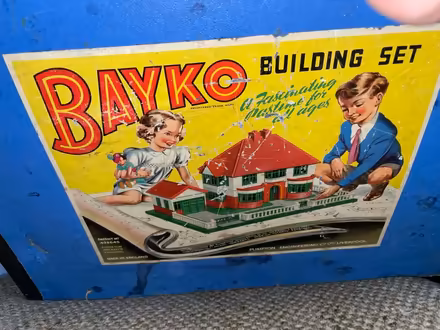 BAYKO
BUILDING SET
A Fascinating
Pastime for
all ages
MADE IN ENGLAND
PLIMPTON ENGINEERING CO. LTD. LIVERPOOL